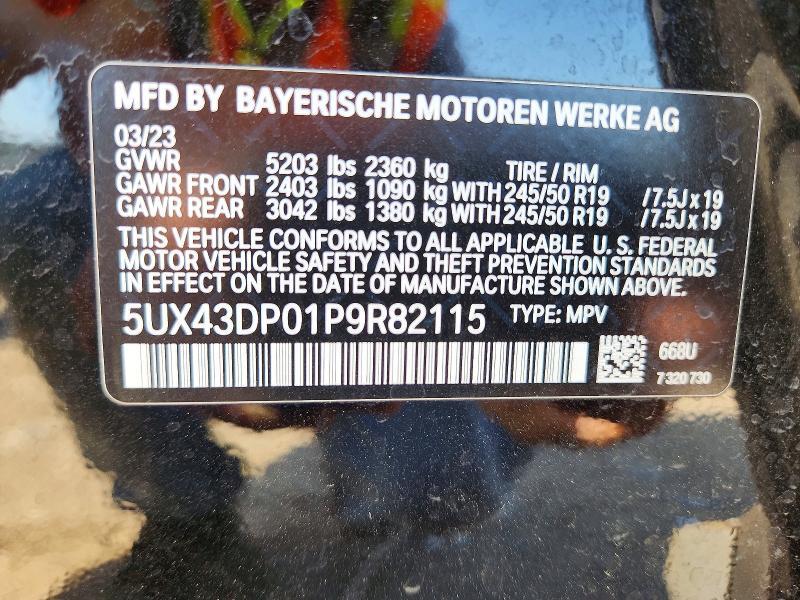 MFD BY BAYERISCHE MOTOREN WERKE AG
03/23
GVWR 5203 lbs 2360 kg TIRE / RIM
GAWR FRONT 2403 lbs 1090 kg WITH 245/50 R19 / 7.5J x 19
GAWR REAR 3042 lbs 1380 kg WITH 245/50 R19 / 7.5J x 19
THIS VEHICLE CONFORMS TO ALL APPLICABLE U. S. FEDERAL
MOTOR VEHICLE SAFETY AND THEFT PREVENTION STANDARDS
IN EFFECT ON THE DATE OF MANUFACTURE SHOWN ABOVE.
5UX43DP01P9R82115 TYPE: MPV
668U
7 320 730